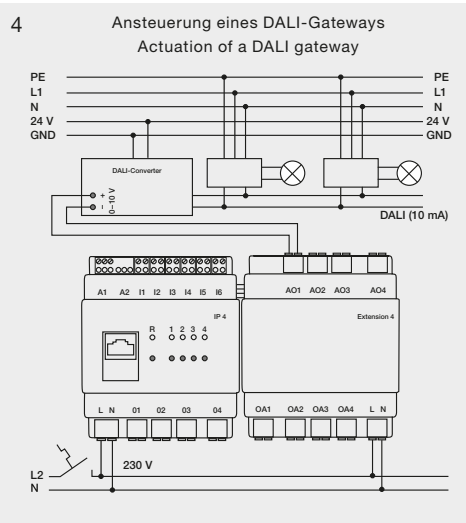 4
Ansteuerung eines DALI-Gateways
Actuation of a DALI gateway
PE PE
L1 L1
N N
24 V 24 V
GND GND
DALI-Converter
+
–
0–10 V
DALI (10 mA)
A1 A2 I1 I2 I3 I4 I5 I6
AO1 AO2 AO3 AO4
IP 4
Extension 4
R 1 2 3 4
L N 01 02 03 04
OA1 OA2 OA3 OA4 L N
230 V
L2
N